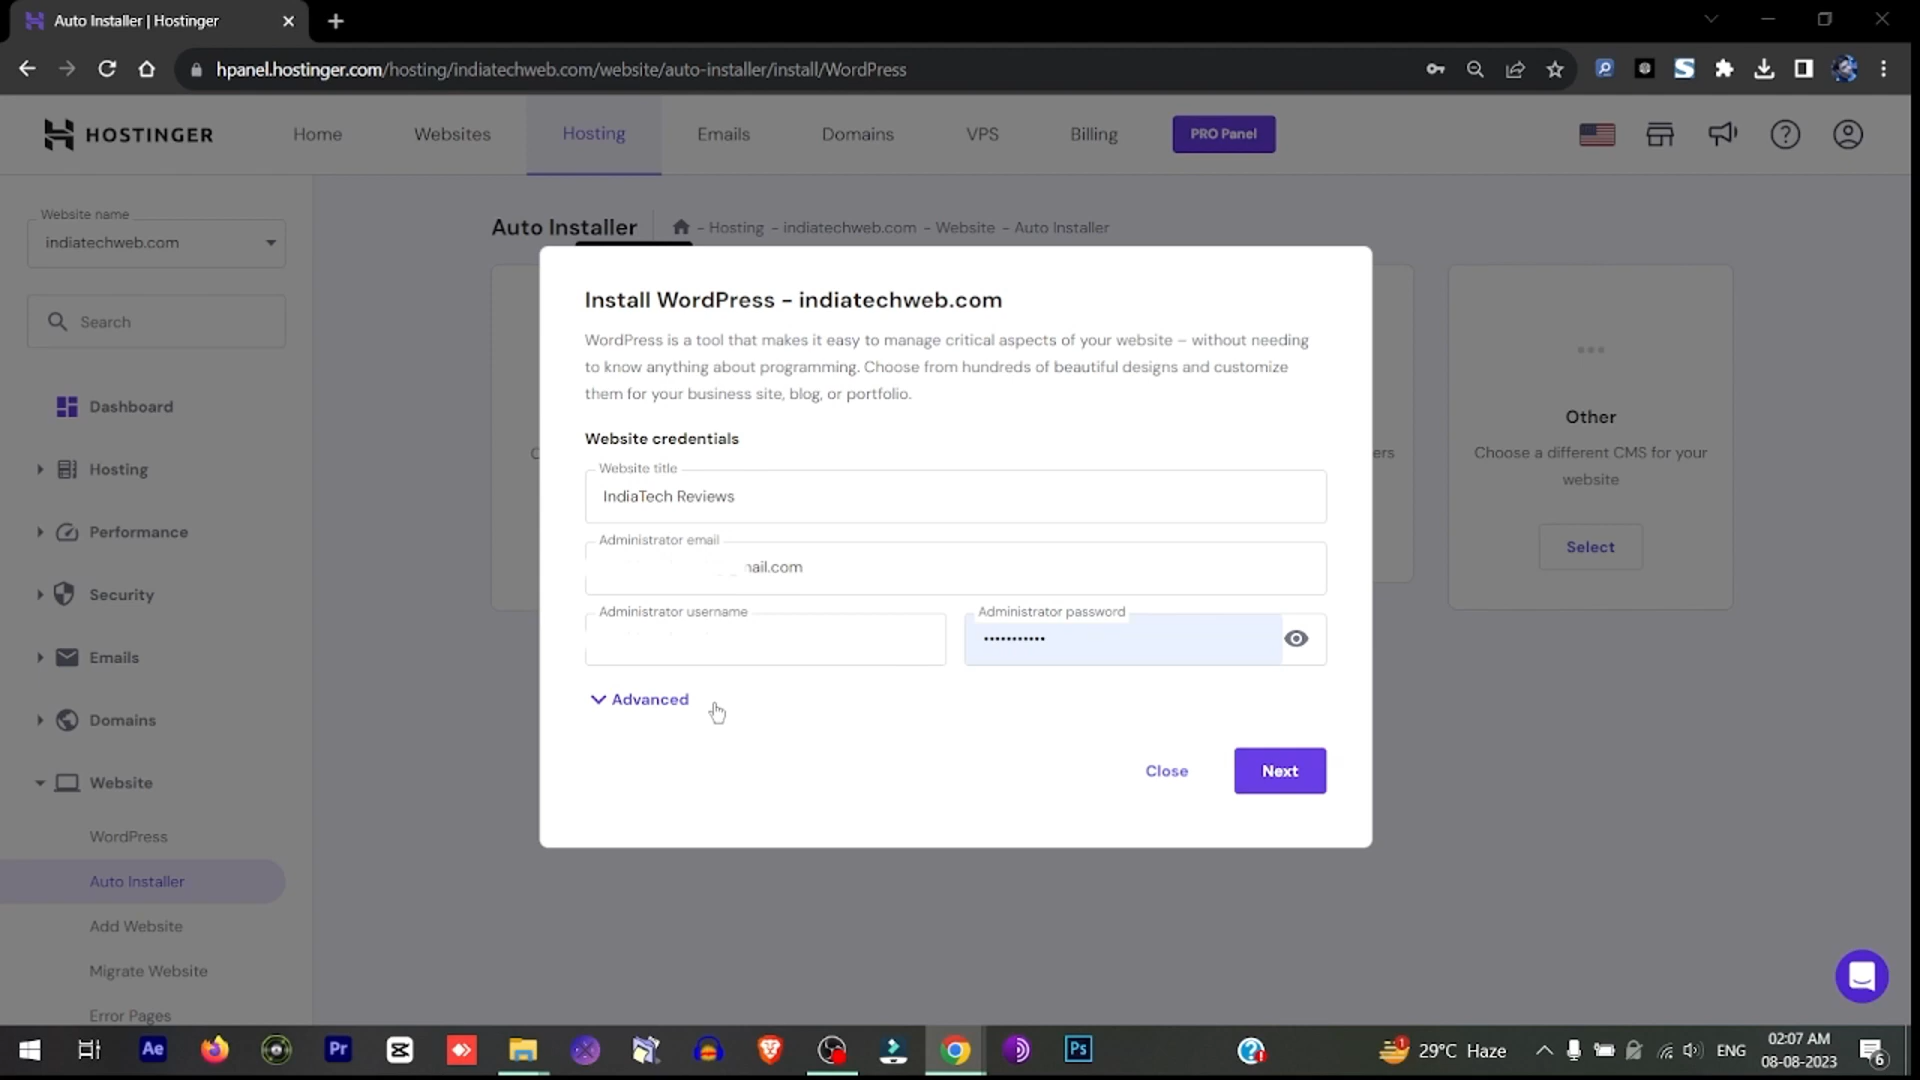 Auto Installer | Hostinger
hpanel.hostinger.com/hosting/indiatechweb.com/website/auto-installer/install/WordPress
HOSTINGER
Home
Websites
Hosting
Emails
Domains
VPS
Billing
PRO Panel
Website name
indiatechweb.com
Search
Dashboard
Hosting
Performance
Security
Emails
Domains
Website
WordPress
Auto Installer
Add Website
Migrate Website
Error Pages
Auto Installer
- Hosting - indiatechweb.com - Website - Auto Installer
Install WordPress - indiatechweb.com
WordPress is a tool that makes it easy to manage critical aspects of your website – without needing
to know anything about programming. Choose from hundreds of beautiful designs and customize
them for your business site, blog, or portfolio.
Website credentials
Website title
IndiaTech Reviews
Administrator email
mail.com
Administrator username
Administrator password
•••••••••••
Advanced
Close
Next
ers
Other
Choose a different CMS for your
website
Select
Ae
Pr
Ps
29°C Haze
ENG
02:07 AM
08-08-2023
6